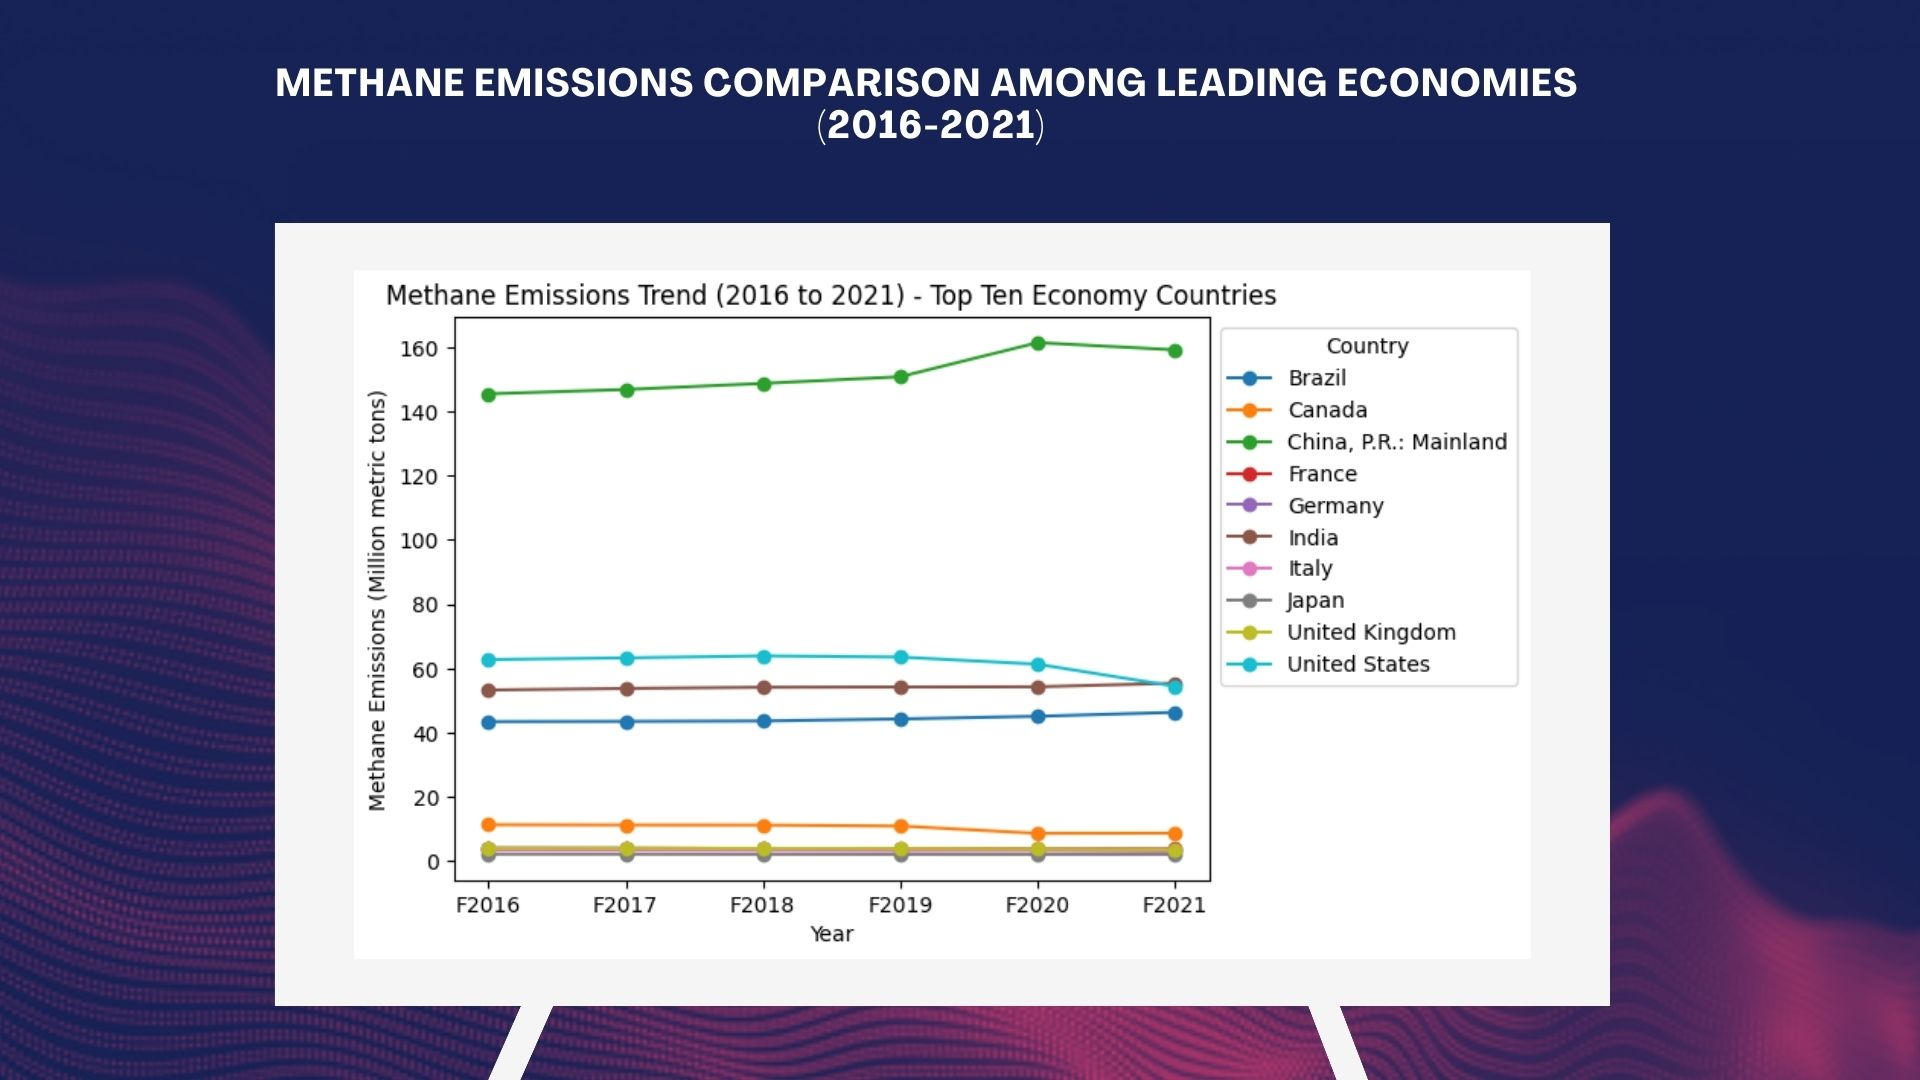 METHANE EMISSIONS COMPARISON AMONG LEADING ECONOMIES
(2016-2021)
Methane Emissions Trend (2016 to 2021) - Top Ten Economy Countries
Methane Emissions (Million metric tons)
160
140
120
100
80
60
40
20
0
F2016 F2017 F2018 F2019 F2020 F2021
Year
Country
Brazil
Canada
China, P.R.: Mainland
France
Germany
India
Italy
Japan
United Kingdom
United States